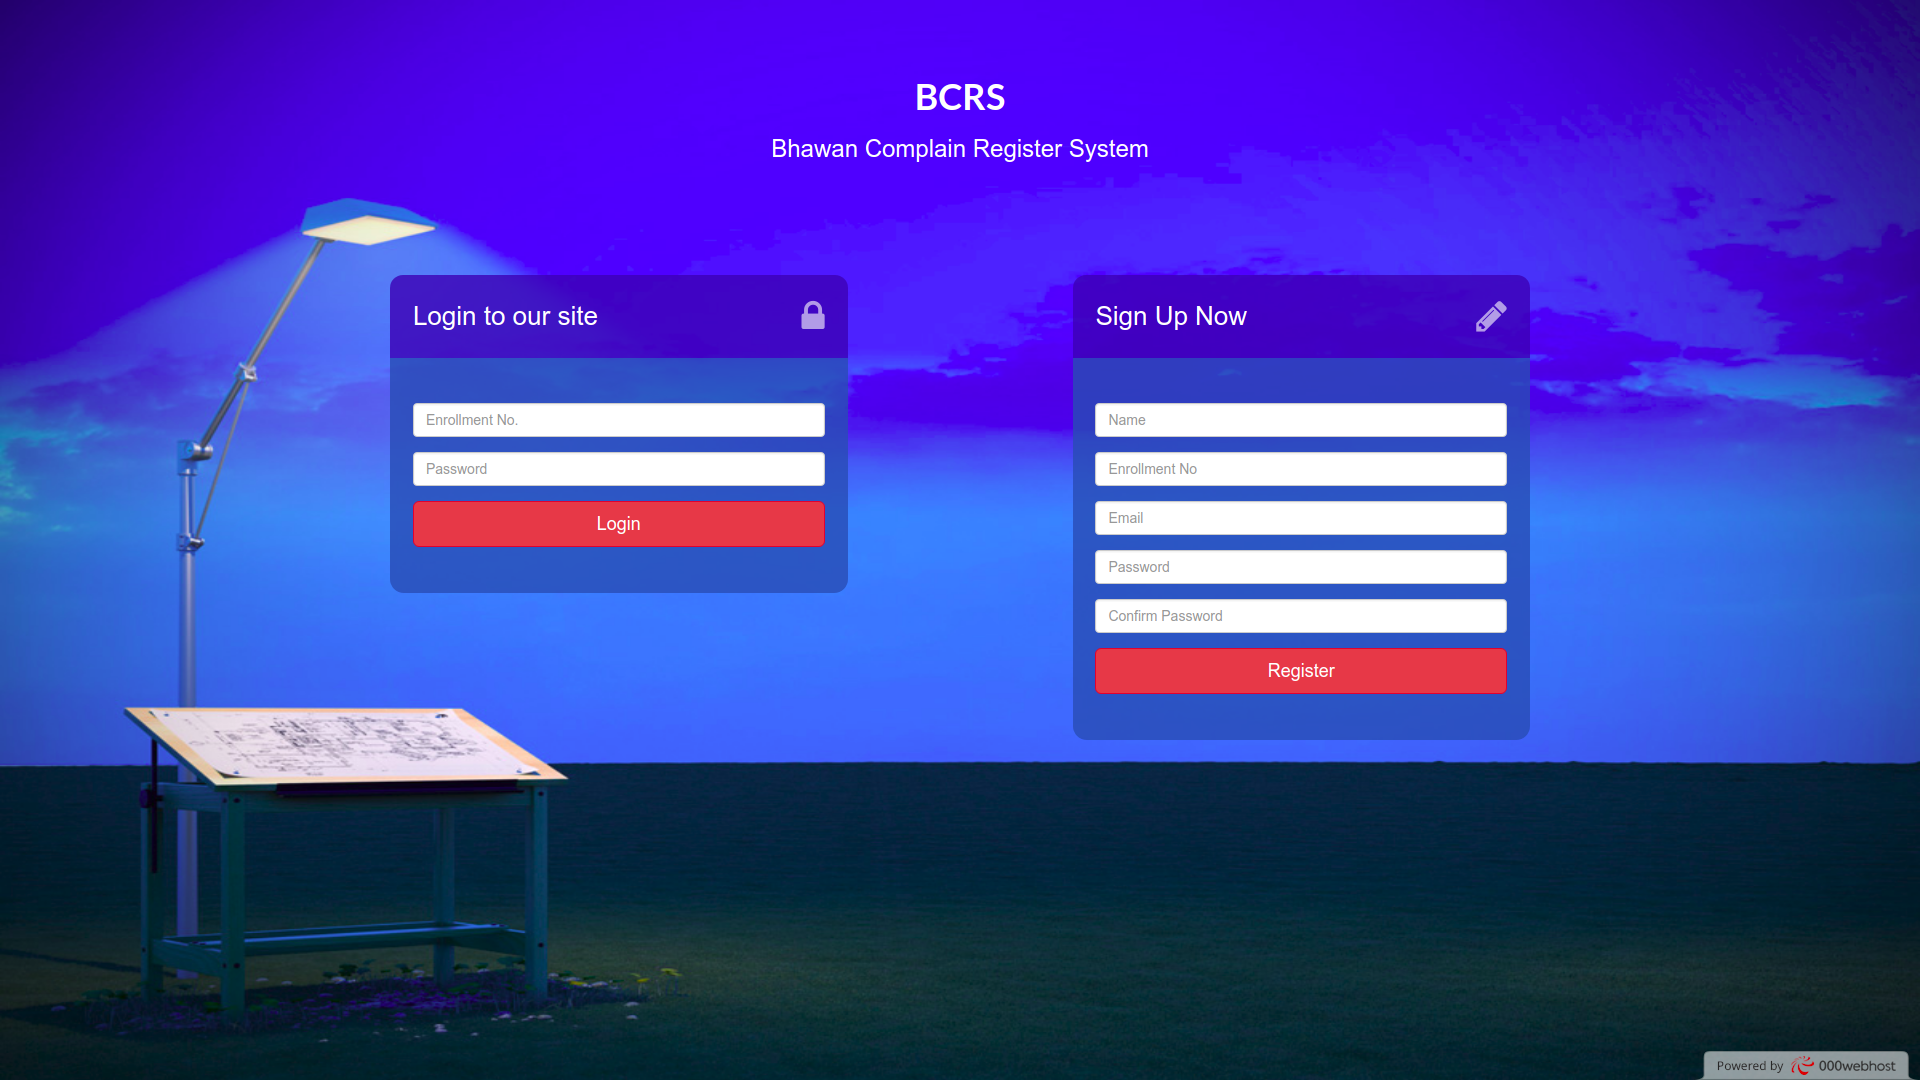 BCRS
Bhawan Complain Register System
Login to our site
Enrollment No.
Password
Login
Sign Up Now
Name
Enrollment No
Email
Password
Confirm Password
Register
Powered by 000webhost